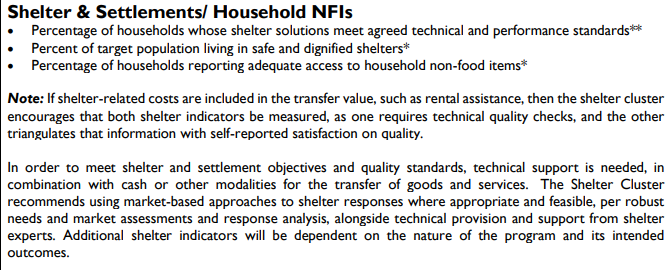 Shelter & Settlements/ Household NFIs
• Percentage of households whose shelter solutions meet agreed technical and performance standards**
• Percent of target population living in safe and dignified shelters*
• Percentage of households reporting adequate access to household non-food items*
Note: If shelter-related costs are included in the transfer value, such as rental assistance, then the shelter cluster
encourages that both shelter indicators be measured, as one requires technical quality checks, and the other
triangulates that information with self-reported satisfaction on quality.
In order to meet shelter and settlement objectives and quality standards, technical support is needed, in
combination with cash or other modalities for the transfer of goods and services. The Shelter Cluster
recommends using market-based approaches to shelter responses where appropriate and feasible, per robust
needs and market assessments and response analysis, alongside technical provision and support from shelter
experts. Additional shelter indicators will be dependent on the nature of the program and its intended
outcomes.